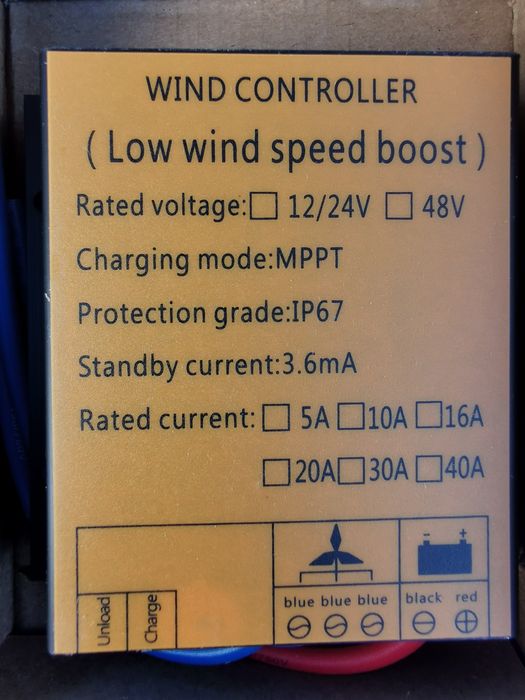 WIND CONTROLLER
( Low wind speed boost )
Rated voltage:□ 12/24V □ 48V
Charging mode:MPPT
Protection grade:IP67
Standby current:3.6mA
Rated current: □ 5A □10A □16A
□20A□30A □40A
- +
Unload Charge blue blue blue black red